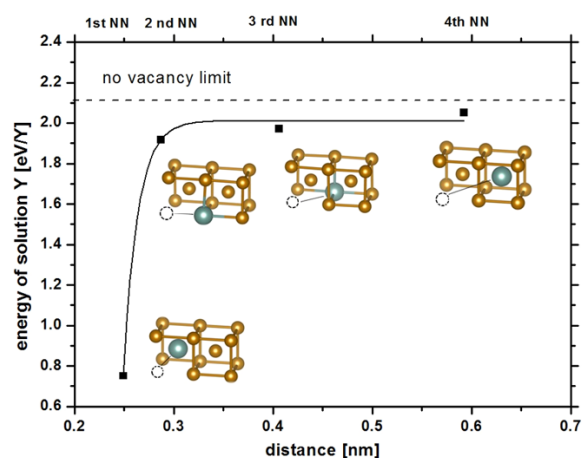 1st NN 2 nd NN 3 rd NN 4th NN
2.4
2.2
2.0
1.8
1.6
1.4
1.2
1.0
0.8
0.6
energy of solution Y [eV/Y]
no vacancy limit
0.2 0.3 0.4 0.5 0.6 0.7
distance [nm]